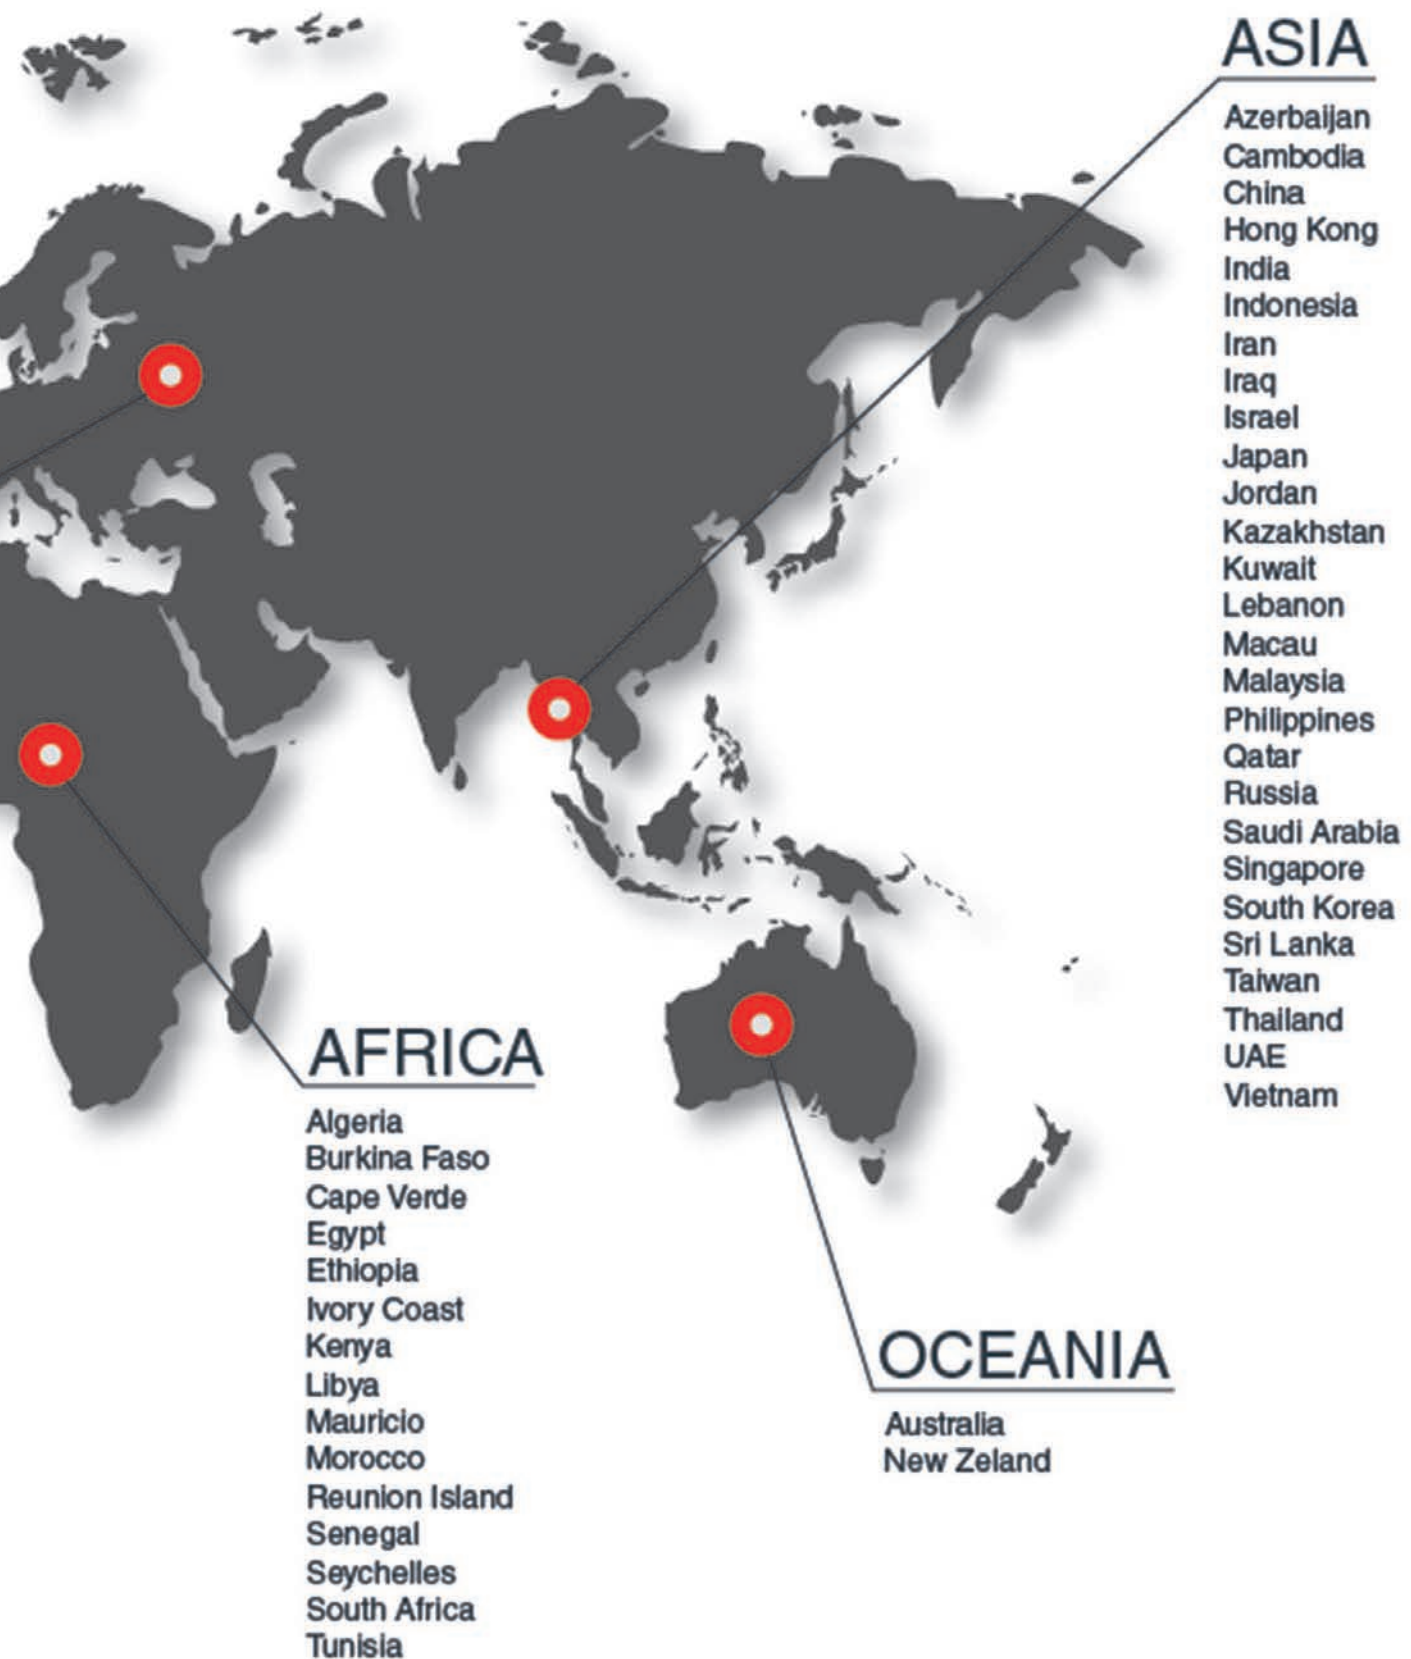 ASIA
Azerbaijan
Cambodia
China
Hong Kong
India
Indonesia
Iran
Iraq
Israel
Japan
Jordan
Kazakhstan
Kuwait
Lebanon
Macau
Malaysia
Philippines
Qatar
Russia
Saudi Arabia
Singapore
South Korea
Sri Lanka
Taiwan
Thailand
UAE
Vietnam
AFRICA
Algeria
Burkina Faso
Cape Verde
Egypt
Ethiopia
Ivory Coast
Kenya
Libya
Mauricio
Morocco
Reunion Island
Senegal
Seychelles
South Africa
Tunisia
OCEANIA
Australia
New Zeland